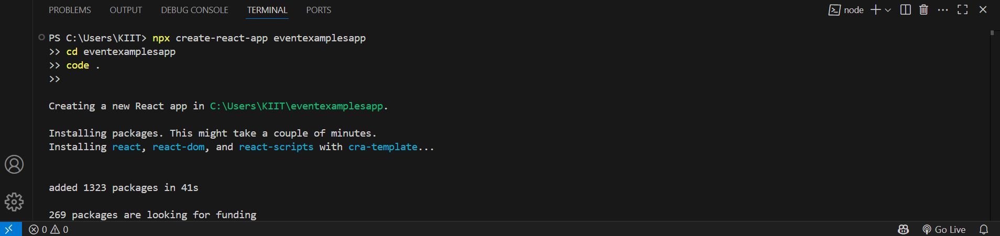 PROBLEMS OUTPUT DEBUG CONSOLE TERMINAL PORTS node
PS C:\Users\KIIT> npx create-react-app eventexamplesapp
>> cd eventexamplesapp
>> code .
>>
Creating a new React app in C:\Users\KIIT\eventexamplesapp.
Installing packages. This might take a couple of minutes.
Installing react, react-dom, and react-scripts with cra-template...
added 1323 packages in 41s
269 packages are looking for funding
0 0 Go Live